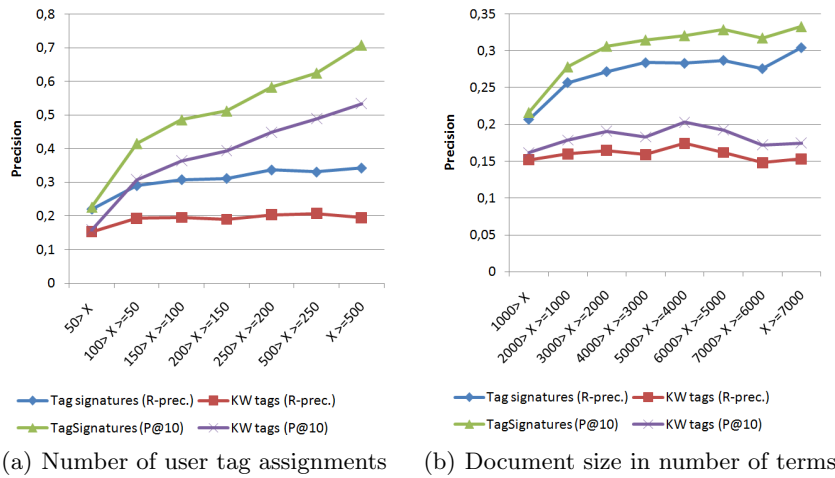 0,8
0,7
0,6
0,5
0,4
0,3
0,2
0,1
0
Precision
50> X
100> X >=50
150> X >=100
200> X >=150
250> X >=200
500> X >=250
X >=500
Tag signatures (R-prec.)
KW tags (R-prec.)
TagSignatures (P@10)
KW tags (P@10)
(a) Number of user tag assignments
0,35
0,3
0,25
0,2
0,15
0,1
0,05
0
Precision
1000> X
2000> X >=1000
3000> X >=2000
4000> X >=3000
5000> X >=4000
6000> X >=5000
7000> X >=6000
X >=7000
Tag signatures (R-prec.)
KW tags (R-prec.)
TagSignatures (P@10)
KW tags (P@10)
(b) Document size in number of terms